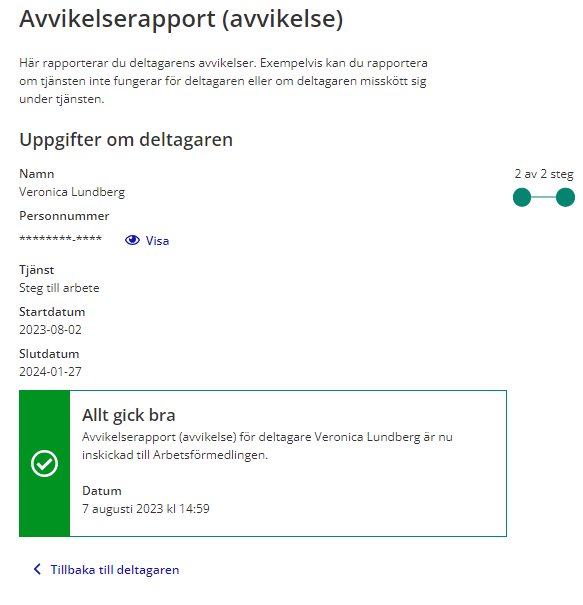 Avvikelserapport (avvikelse)
Här rapporterar du deltagarens avvikelser. Exempelvis kan du rapportera
om tjänsten inte fungerar för deltagaren eller om deltagaren misskött sig
under tjänsten.
Uppgifter om deltagaren
Namn
Veronica Lundberg
2 av 2 steg
Personnummer
********-**** Visa
Tjänst
Steg till arbete
Startdatum
2023-08-02
Slutdatum
2024-01-27
Allt gick bra
Avvikelserapport (avvikelse) för deltagare Veronica Lundberg är nu
inskickad till Arbetsförmedlingen.
Datum
7 augusti 2023 kl 14:59
Tillbaka till deltagaren